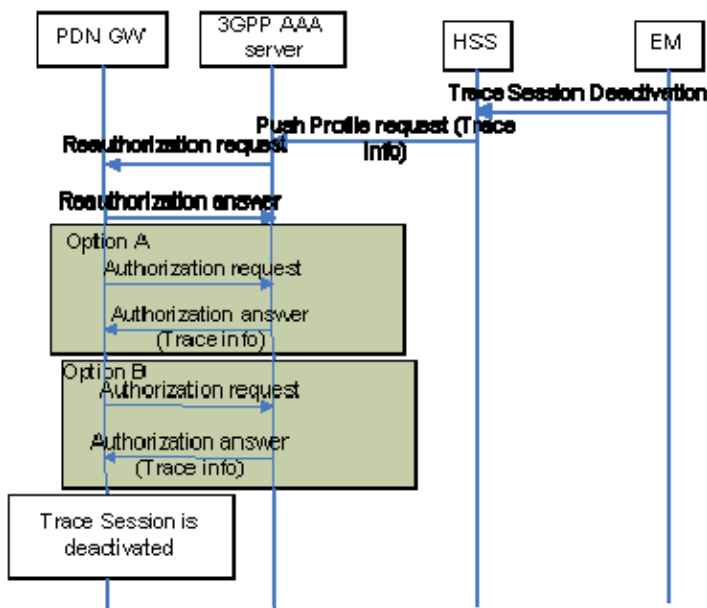 PDN GW
3GPP AAA
server
HSS
EM
Trace Session Deactivation
Push Profile request (Trace
Info)
Reauthorization request
Reauthorization answer
Option A
Authorization request
Authorization answer
(Trace info)
Option B
Authorization request
Authorization answer
(Trace info)
Trace Session is
deactivated